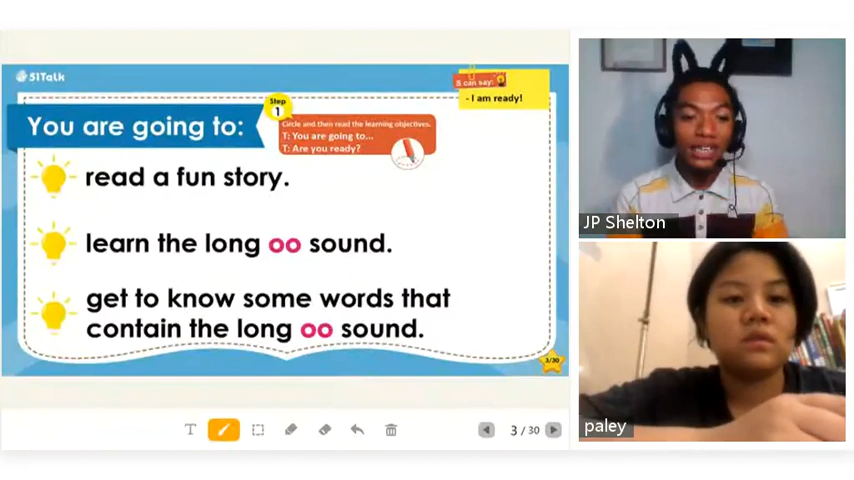 51Talk
S can say:
- I am ready!
You are going to:
Step
1
Circle and then read the learning objectives.
T: You are going to...
T: Are you ready?
read a fun story.
learn the long oo sound.
get to know some words that
contain the long oo sound.
3/30
T
3 / 30
JP Shelton
paley